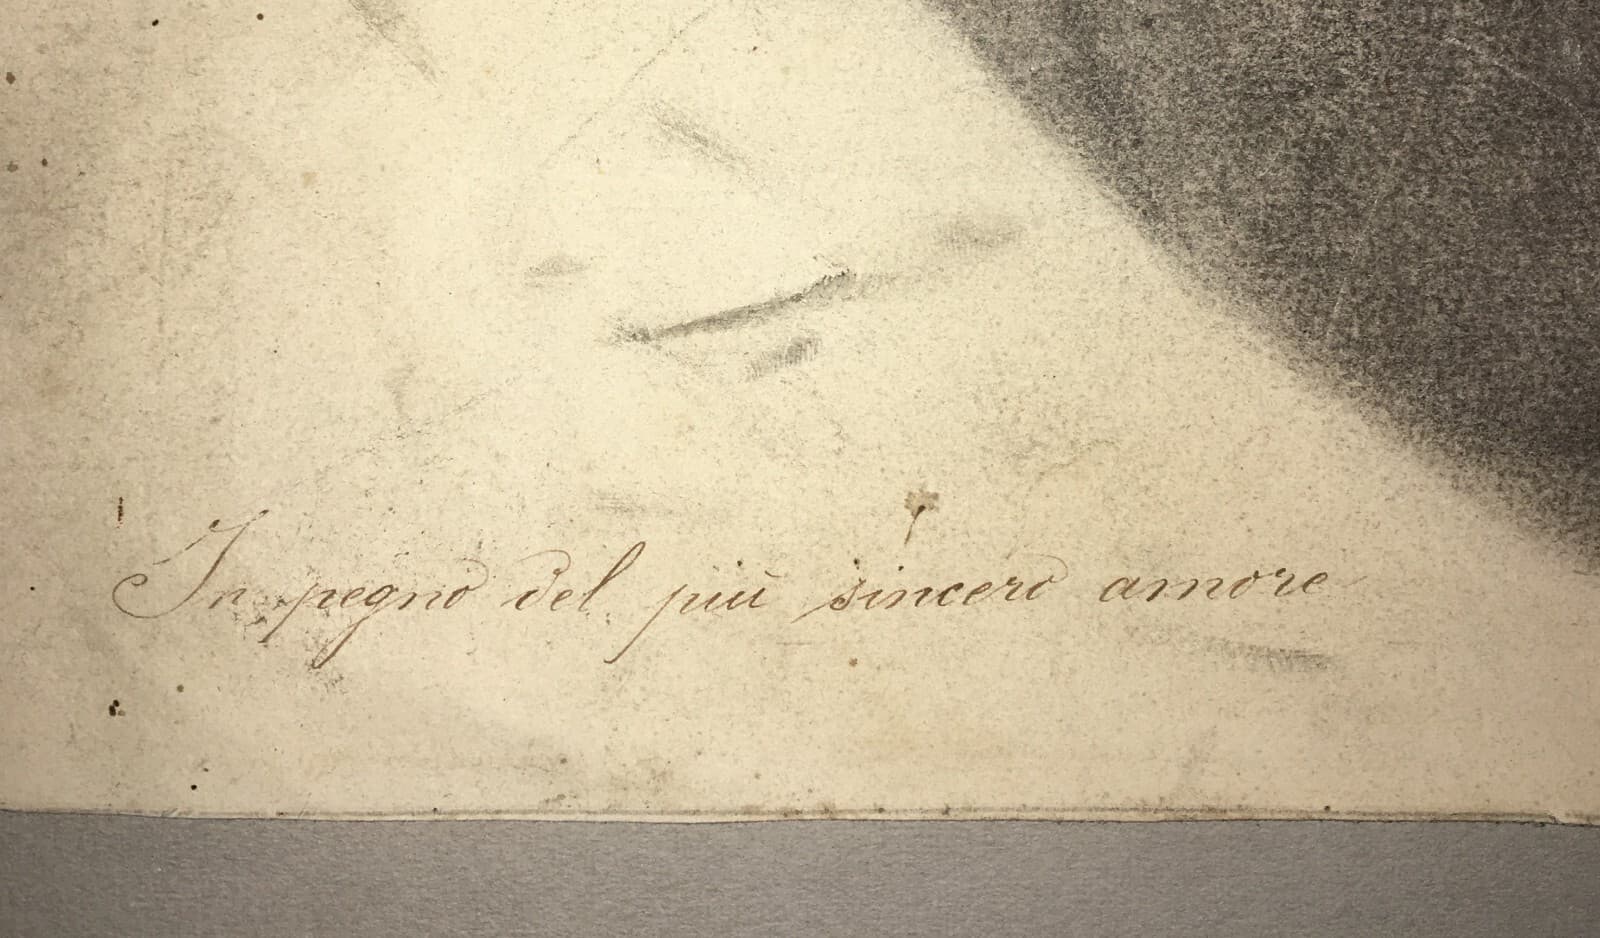 In pegno del più sincero amore